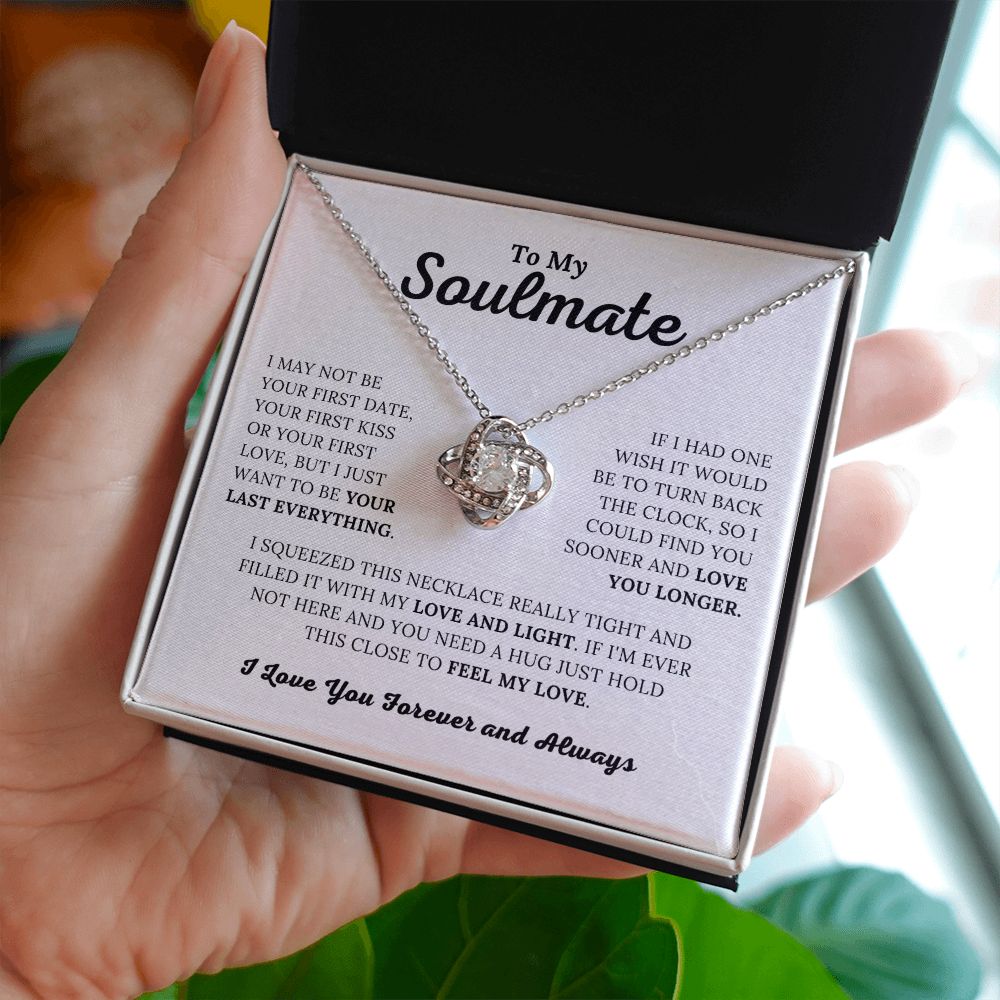 To My
Soulmate
I MAY NOT BE
YOUR FIRST DATE,
YOUR FIRST KISS
OR YOUR FIRST
LOVE, BUT I JUST
WANT TO BE YOUR
LAST EVERYTHING.
IF I HAD ONE
WISH IT WOULD
BE TO TURN BACK
THE CLOCK, SO I
COULD FIND YOU
SOONER AND LOVE
YOU LONGER.
I SQUEEZED THIS NECKLACE REALLY TIGHT AND
FILLED IT WITH MY LOVE AND LIGHT. IF I'M EVER
NOT HERE AND YOU NEED A HUG JUST HOLD
THIS CLOSE TO FEEL MY LOVE.
I Love You Forever and Always